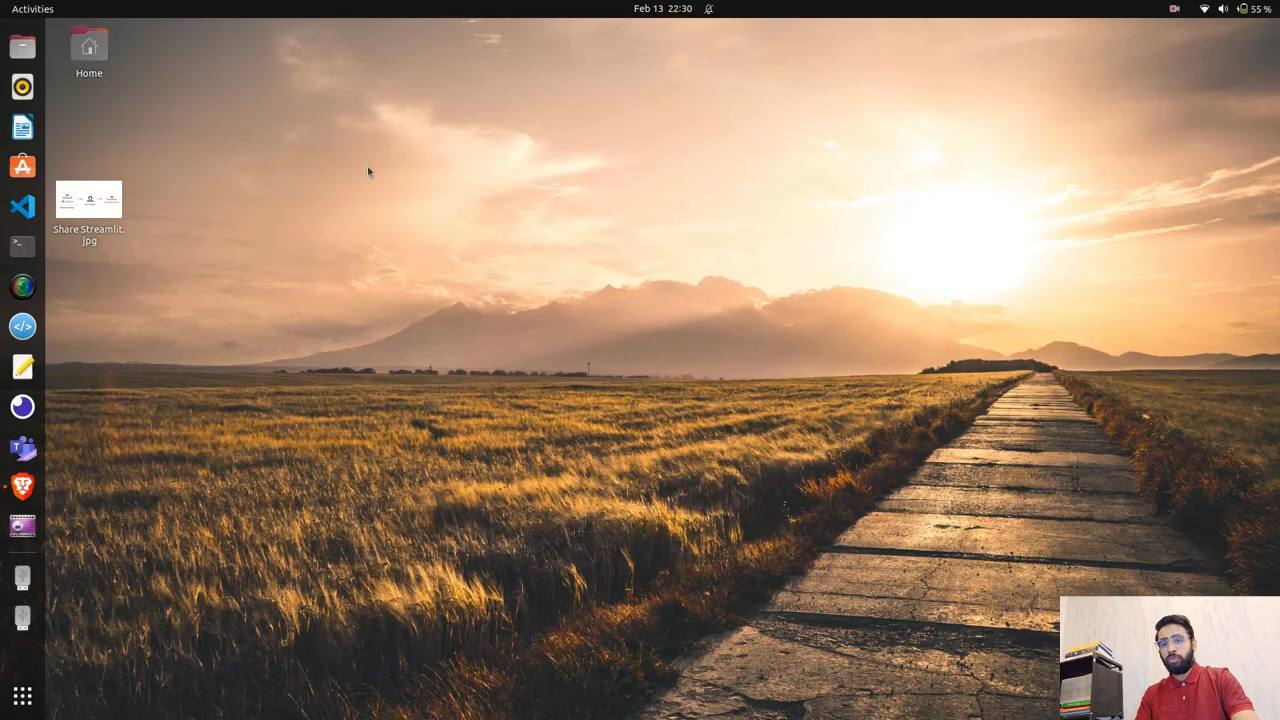 Activities
Feb 13 22:30
55 %
Home
Share Streamlit.
jpg